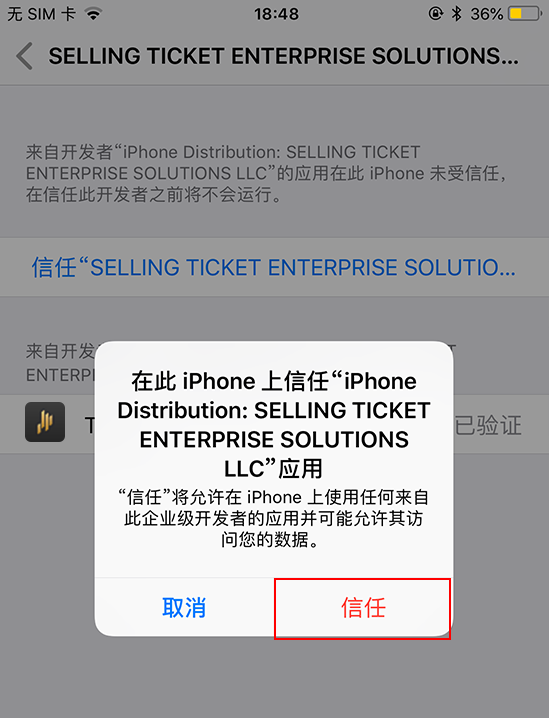 无 SIM 卡 18:48 36%
SELLING TICKET ENTERPRISE SOLUTIONS...
来自开发者“iPhone Distribution: SELLING TICKET
ENTERPRISE SOLUTIONS LLC”的应用在此 iPhone 未受信任，
在信任此开发者之前将不会运行。
信任“SELLING TICKET ENTERPRISE SOLUTIO...
来自开发
ENTERP
T
已验证
在此 iPhone 上信任“iPhone
Distribution: SELLING TICKET
ENTERPRISE SOLUTIONS
LLC”应用
“信任”将允许在 iPhone 上使用任何来自
此企业级开发者的应用并可能允许其访
问您的数据。
取消 信任